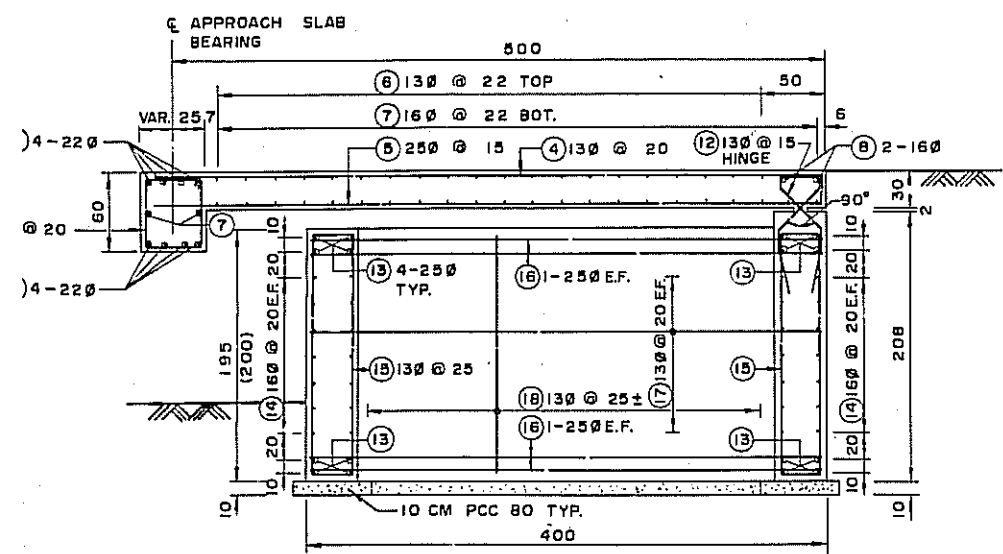 ℄ APPROACH SLAB
BEARING
500
⑥ 13Ø @ 22 TOP
50
VAR. 25,7
⑦ 16Ø @ 22 BOT.
6
)4-22Ø
⑤ 25Ø @ 15
④ 13Ø @ 20
⑫ 13Ø @ 15
HINGE
⑧ 2-16Ø
60
30
90°
2
@ 20
⑦
10
10
)4-22Ø
⑬ 4-25Ø
TYP.
⑯ 1-25Ø E.F.
⑬
20
20
195
(200)
⑭ 16Ø @ 20E.F.
⑮ 13Ø @ 25
⑰ 13Ø @ 20 E.F.
⑮
⑭ 16Ø @ 20E.F.
208
⑱ 13Ø @ 25±
⑯ 1-25Ø E.F.
⑬
⑬
20
20
10
10
10
10
10 CM PCC 80 TYP.
400